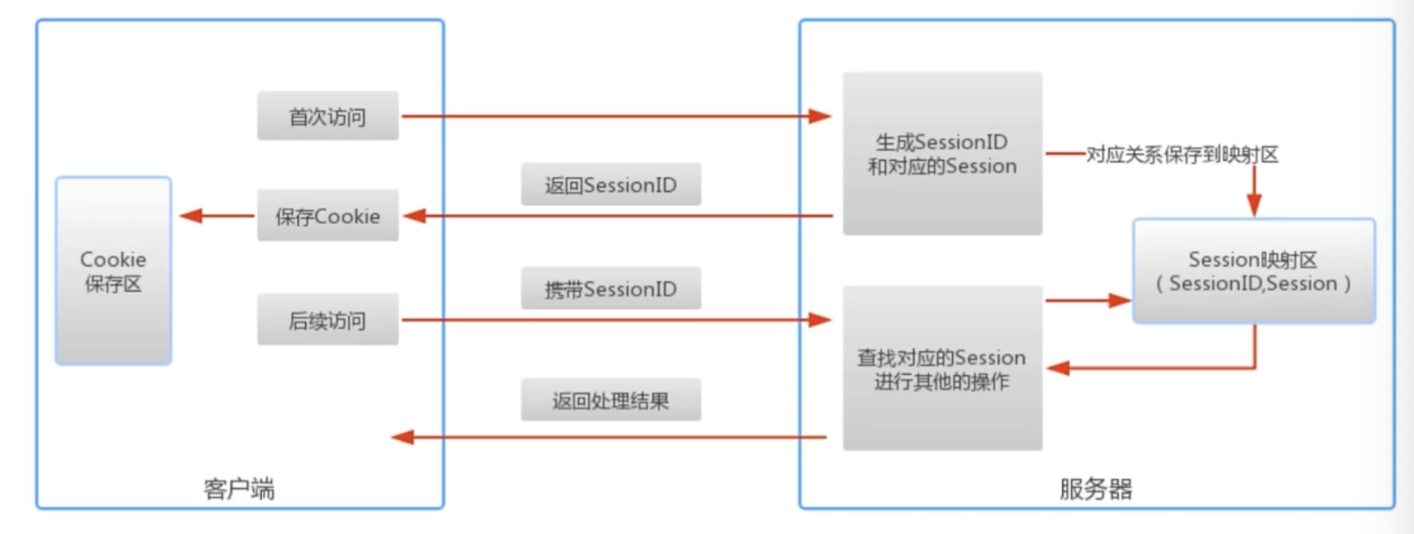 首次访问
生成SessionID
和对应的Session
对应关系保存到映射区
返回SessionID
保存Cookie
Cookie
保存区
Session映射区
（SessionID,Session）
携带SessionID
后续访问
查找对应的Session
进行其他的操作
返回处理结果
客户端
服务器